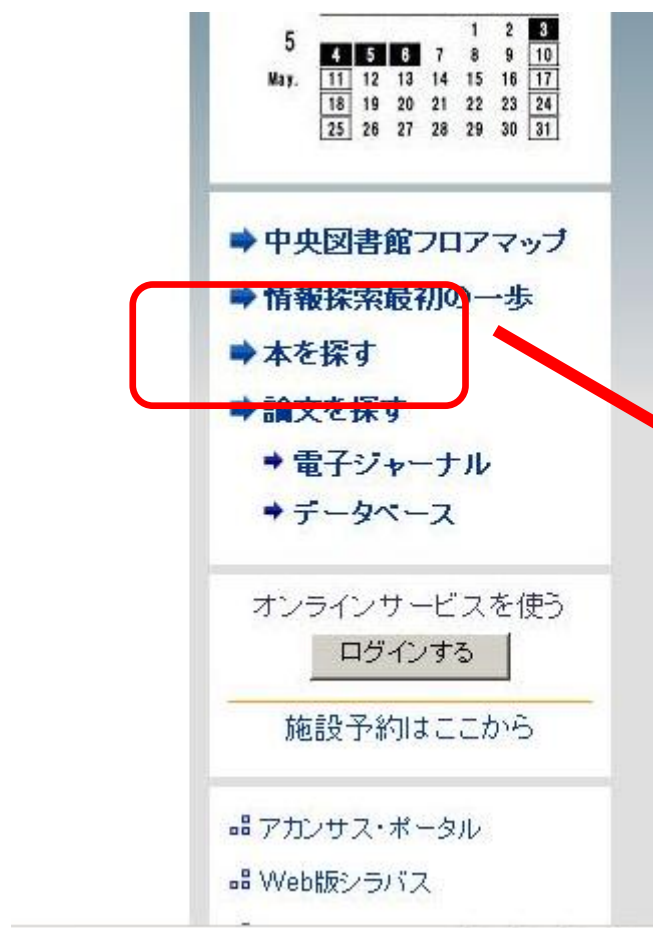 1 2 3
5 4 5 6 7 8 9 10
May. 11 12 13 14 15 16 17
18 19 20 21 22 23 24
25 26 27 28 29 30 31
中央図書館フロアマップ
情報探索最初の一歩
本を探す
論文を探す
電子ジャーナル
データベース
オンラインサービスを使う
ログインする
施設予約はここから
アカンサス・ポータル
Web版シラバス